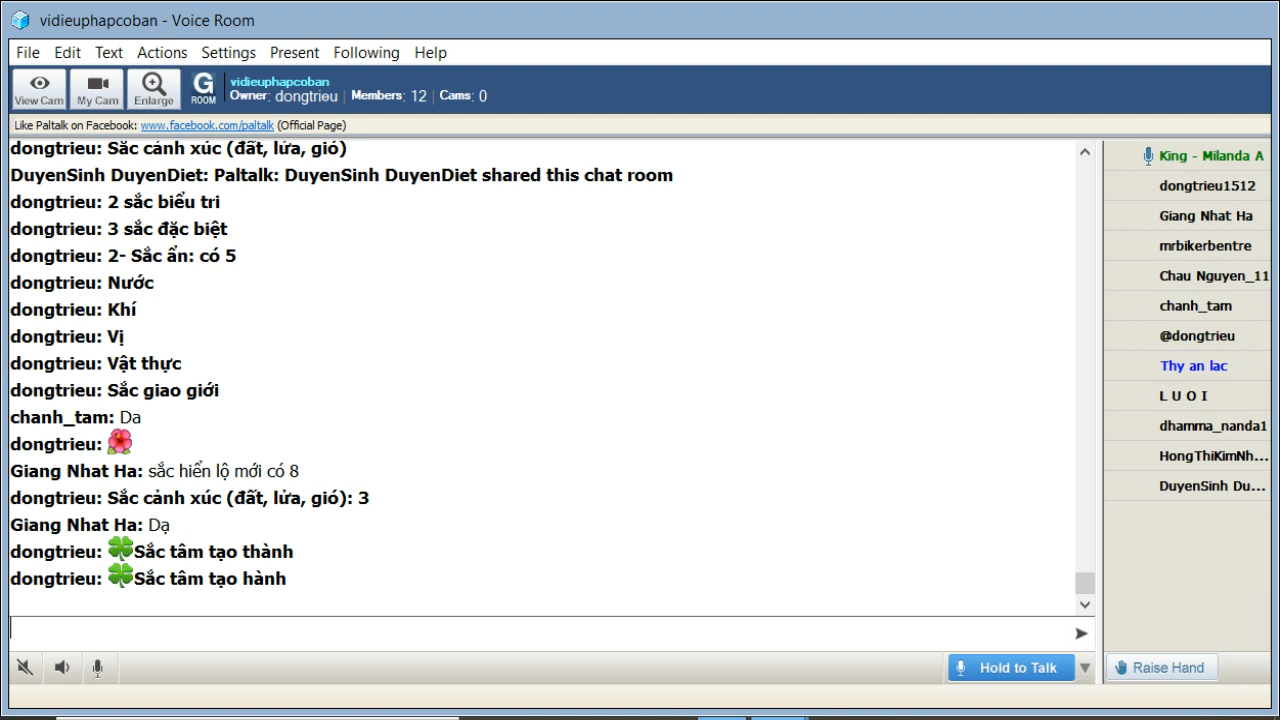 vidieuphapcoban - Voice Room
File Edit Text Actions Settings Present Following Help
View Cam
My Cam
Enlarge
G ROOM
vidieuphapcoban
Owner: dongtrieu | Members: 12 | Cams: 0
Like Paltalk on Facebook: www.facebook.com/paltalk (Official Page)
dongtrieu: Sắc cảnh xúc (đất, lửa, gió)
DuyenSinh DuyenDiet: Paltalk: DuyenSinh DuyenDiet shared this chat room
dongtrieu: 2 sắc biểu tri
dongtrieu: 3 sắc đặc biệt
dongtrieu: 2- Sắc ẩn: có 5
dongtrieu: Nước
dongtrieu: Khí
dongtrieu: Vị
dongtrieu: Vật thực
dongtrieu: Sắc giao giới
chanh_tam: Da
dongtrieu:
Giang Nhat Ha: sắc hiển lộ mới có 8
dongtrieu: Sắc cảnh xúc (đất, lửa, gió): 3
Giang Nhat Ha: Dạ
dongtrieu: 🍀Sắc tâm tạo thành
dongtrieu: 🍀Sắc tâm tạo hành
King - Milanda A
dongtrieu1512
Giang Nhat Ha
mrbikerbentre
Chau Nguyen_11
chanh_tam
@dongtrieu
Thy an lac
L U O I
dhamma_nanda1
HongThiKimNh...
DuyenSinh Du...
Hold to Talk
Raise Hand